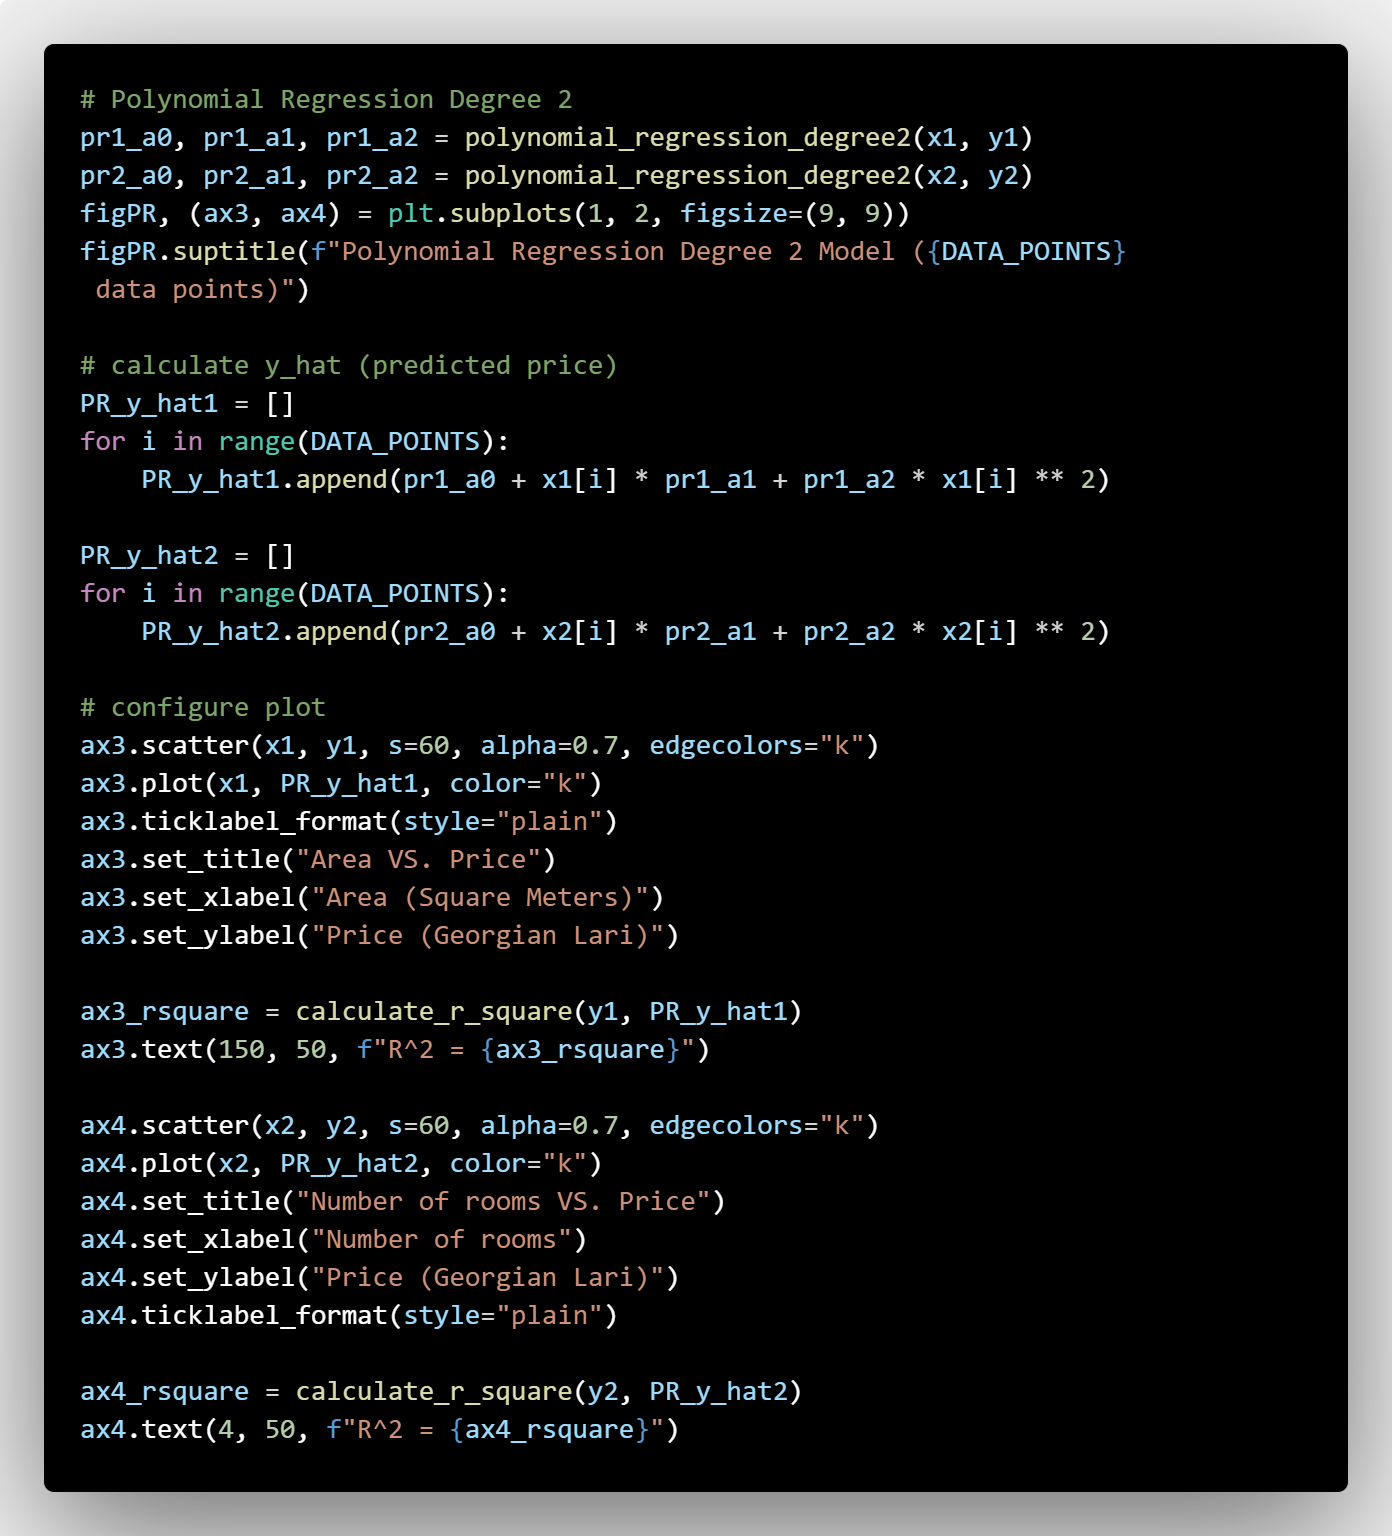 # Polynomial Regression Degree 2
pr1_a0, pr1_a1, pr1_a2 = polynomial_regression_degree2(x1, y1)
pr2_a0, pr2_a1, pr2_a2 = polynomial_regression_degree2(x2, y2)
figPR, (ax3, ax4) = plt.subplots(1, 2, figsize=(9, 9))
figPR.suptitle(f"Polynomial Regression Degree 2 Model ({DATA_POINTS}
 data points)")

# calculate y_hat (predicted price)
PR_y_hat1 = []
for i in range(DATA_POINTS):
    PR_y_hat1.append(pr1_a0 + x1[i] * pr1_a1 + pr1_a2 * x1[i] ** 2)

PR_y_hat2 = []
for i in range(DATA_POINTS):
    PR_y_hat2.append(pr2_a0 + x2[i] * pr2_a1 + pr2_a2 * x2[i] ** 2)

# configure plot
ax3.scatter(x1, y1, s=60, alpha=0.7, edgecolors="k")
ax3.plot(x1, PR_y_hat1, color="k")
ax3.ticklabel_format(style="plain")
ax3.set_title("Area VS. Price")
ax3.set_xlabel("Area (Square Meters)")
ax3.set_ylabel("Price (Georgian Lari)")

ax3_rsquare = calculate_r_square(y1, PR_y_hat1)
ax3.text(150, 50, f"R^2 = {ax3_rsquare}")

ax4.scatter(x2, y2, s=60, alpha=0.7, edgecolors="k")
ax4.plot(x2, PR_y_hat2, color="k")
ax4.set_title("Number of rooms VS. Price")
ax4.set_xlabel("Number of rooms")
ax4.set_ylabel("Price (Georgian Lari)")
ax4.ticklabel_format(style="plain")

ax4_rsquare = calculate_r_square(y2, PR_y_hat2)
ax4.text(4, 50, f"R^2 = {ax4_rsquare}")